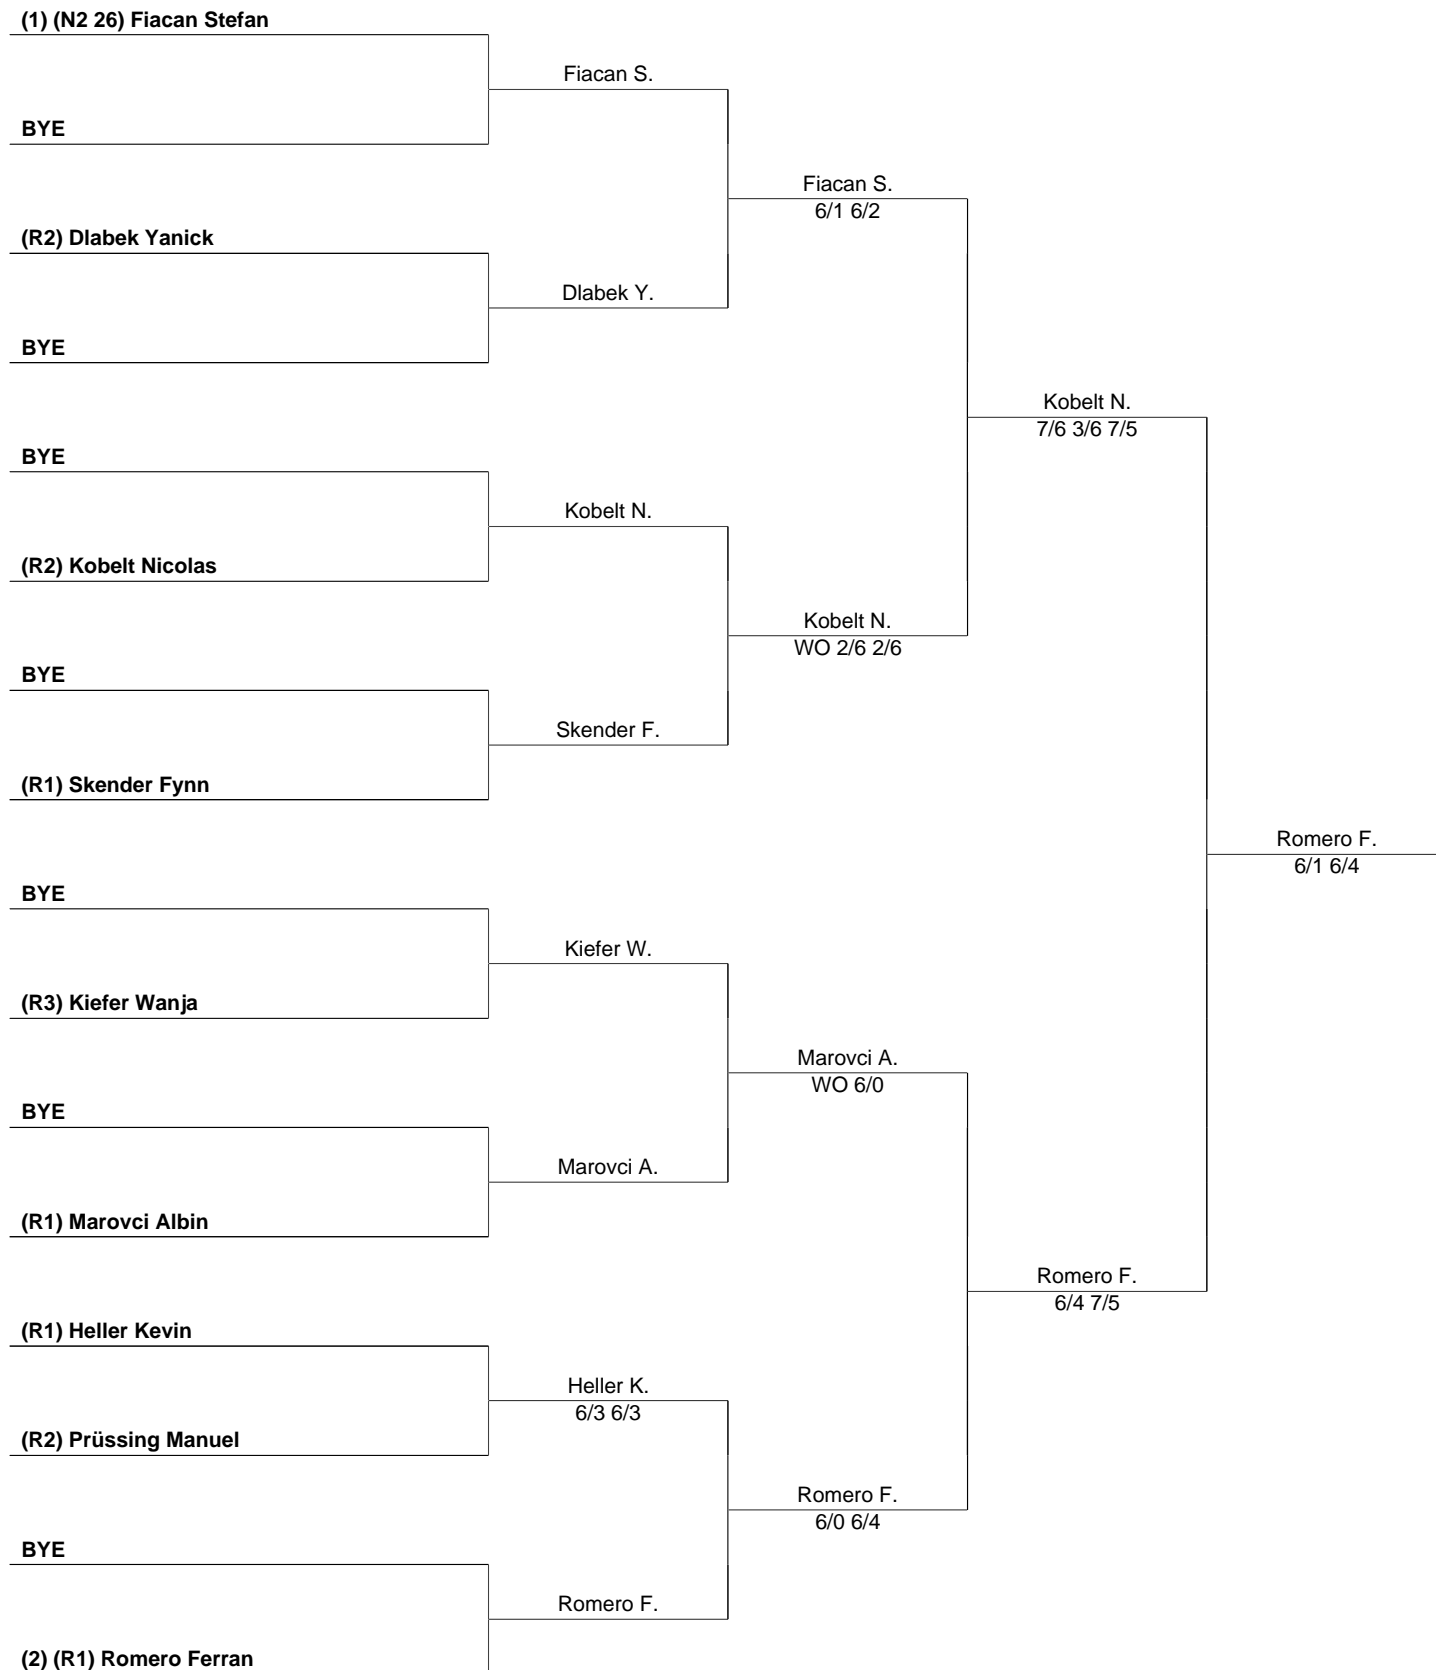 (1) (N2 26) Fiacan Stefan
Fiacan S.
BYE
Fiacan S.
6/1 6/2
(R2) Dlabek Yanick
Dlabek Y.
BYE
Kobelt N.
7/6 3/6 7/5
BYE
Kobelt N.
(R2) Kobelt Nicolas
Kobelt N.
WO 2/6 2/6
BYE
Skender F.
(R1) Skender Fynn
Romero F.
6/1 6/4
BYE
Kiefer W.
(R3) Kiefer Wanja
Marovci A.
WO 6/0
BYE
Marovci A.
(R1) Marovci Albin
Romero F.
6/4 7/5
(R1) Heller Kevin
Heller K.
6/3 6/3
(R2) Prüssing Manuel
Romero F.
6/0 6/4
BYE
Romero F.
(2) (R1) Romero Ferran